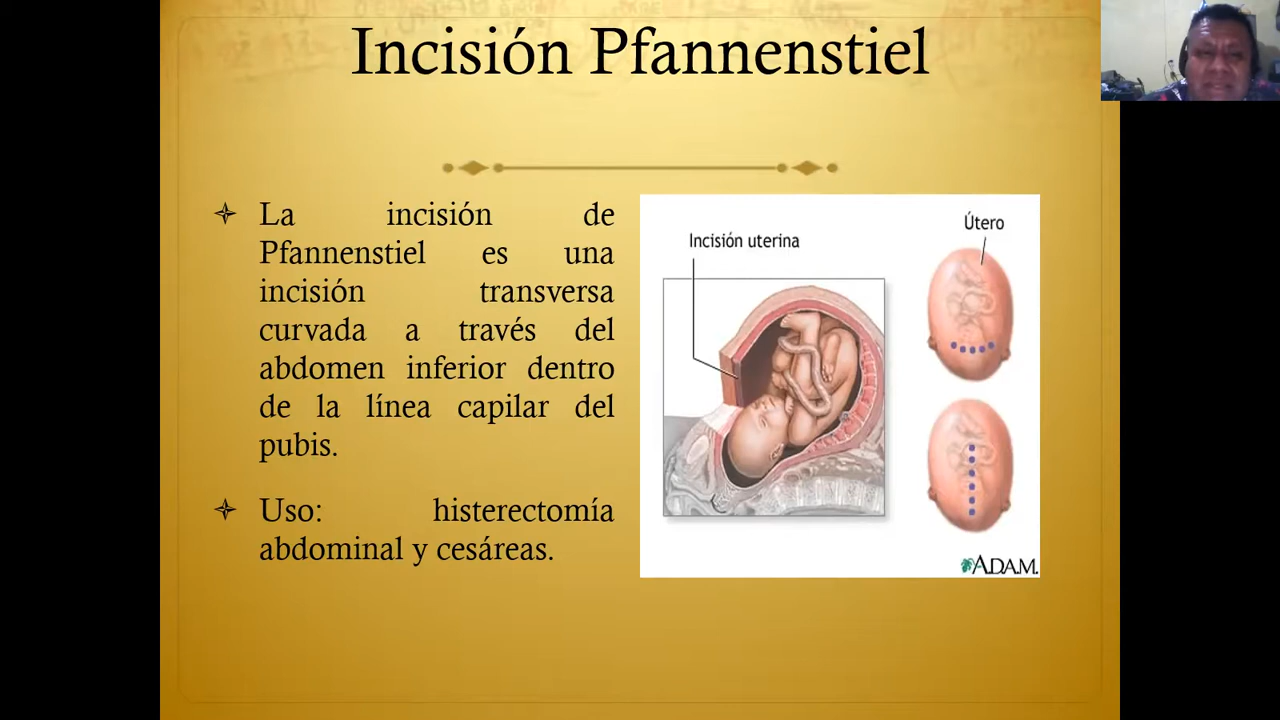 Incisión Pfannenstiel
La incisión de
Pfannenstiel es una
incisión transversa
curvada a través del
abdomen inferior dentro
de la línea capilar del
pubis.
Uso: histerectomía
abdominal y cesáreas.
Incisión uterina
Útero
A.D.A.M.